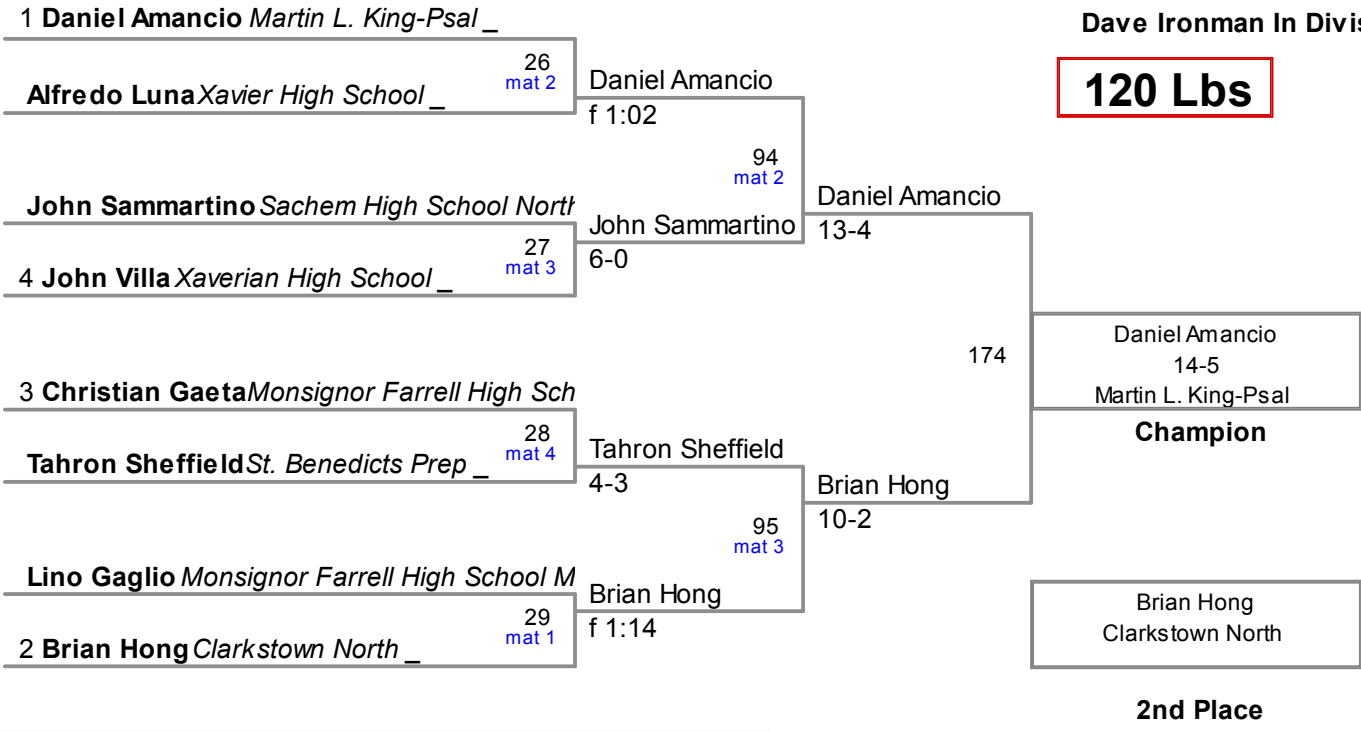 1 Daniel Amancio Martin L. King-Psal _
Dave Ironman In Divis
26
mat 2
Daniel Amancio
120 Lbs
Alfredo Luna Xavier High School _
f 1:02
94
mat 2
Daniel Amancio
John Sammartino Sachem High School North
John Sammartino
13-4
27
mat 3
6-0
4 John Villa Xaverian High School _
174
Daniel Amancio
14-5
Martin L. King-Psal
3 Christian Gaeta Monsignor Farrell High Sch
Champion
28
mat 4
Tahron Sheffield
Tahron Sheffield St. Benedicts Prep _
4-3
Brian Hong
95
mat 3
10-2
Lino Gaglio Monsignor Farrell High School M
Brian Hong
29
mat 1
f 1:14
2 Brian Hong Clarkstown North _
Brian Hong
Clarkstown North
2nd Place